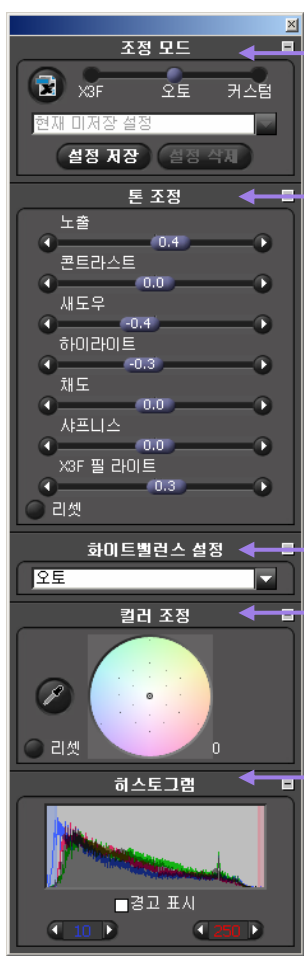 조정 모드
X3F 오토 커스텀
현재 미저장 설정
설정 저장 설정 삭제
톤 조정
노출
0.4
콘트라스트
0.0
새도우
-0.4
하이라이트
-0.3
채도
0.0
샤프니스
0.0
X3F 필 라이트
0.3
리셋
화이트밸런스 설정
오토
컬러 조정
리셋 0
히스토그램
경고 표시
10 250